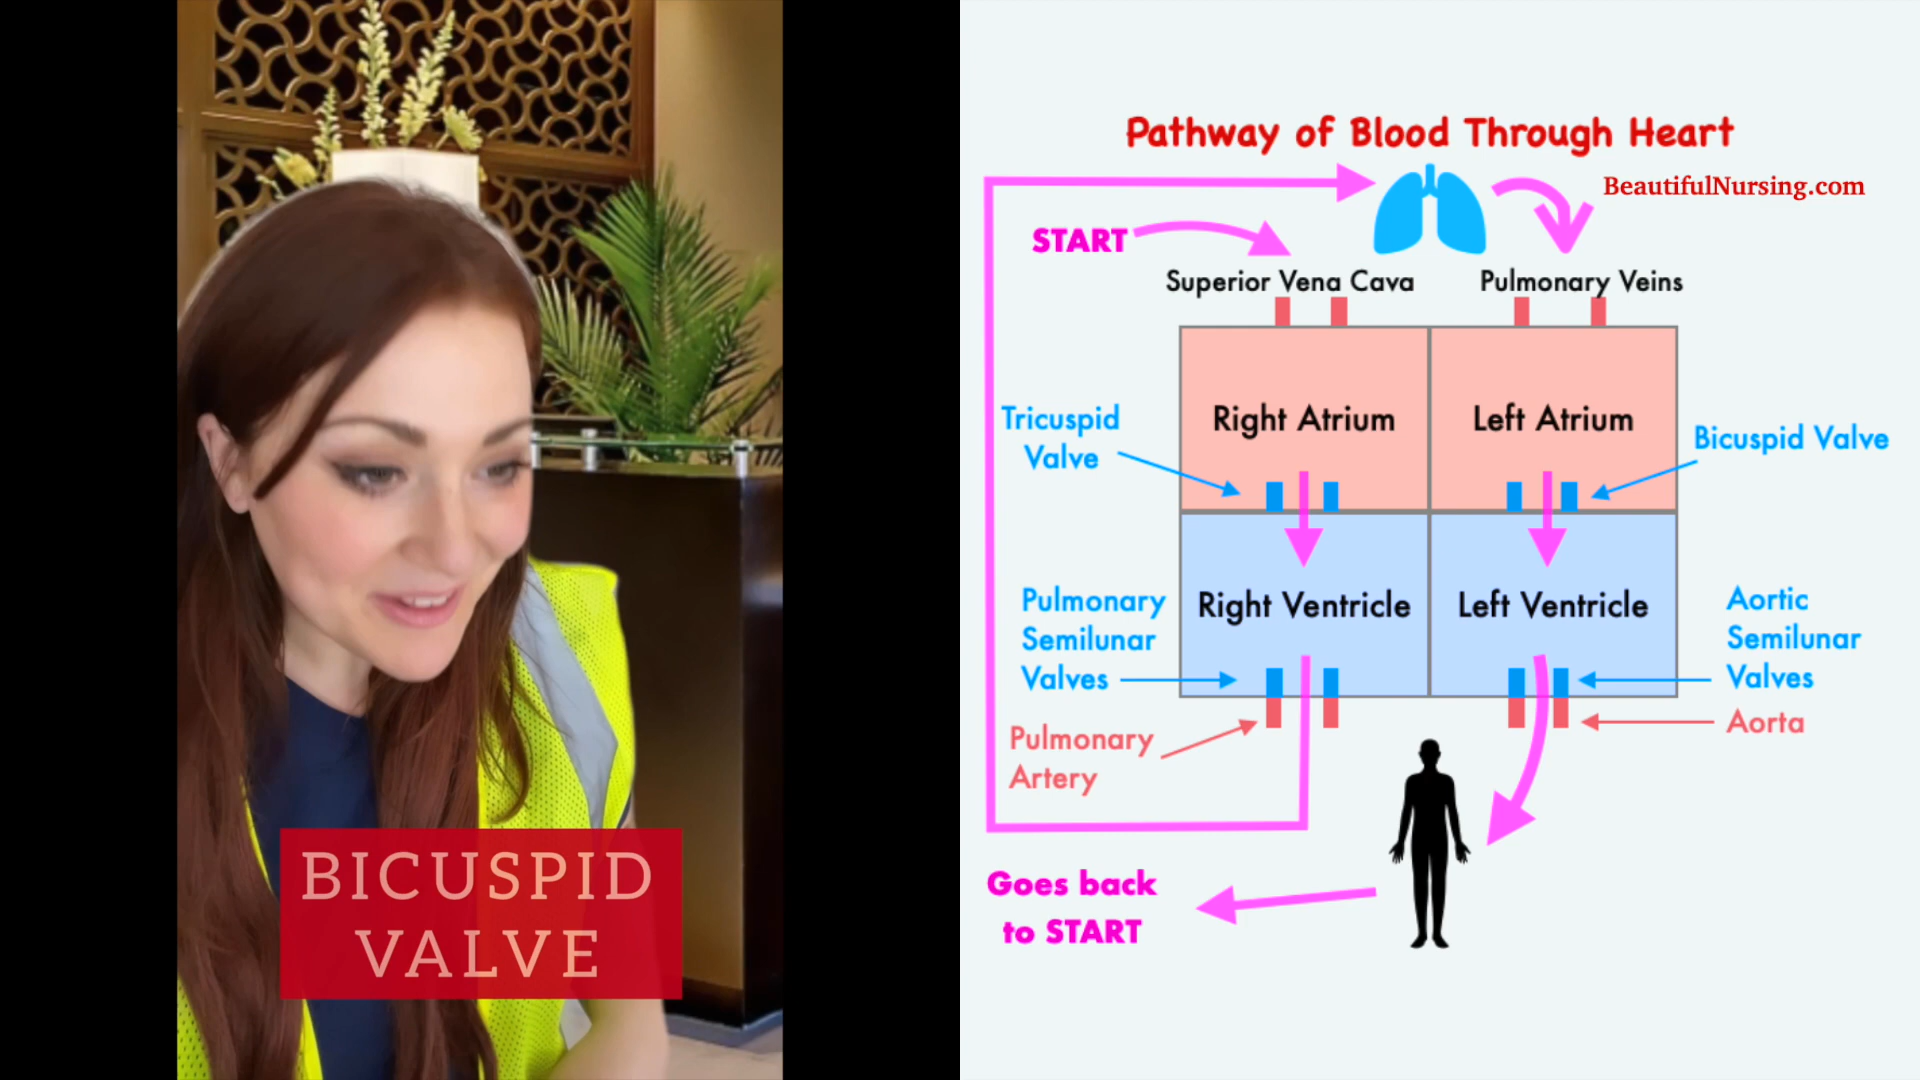 BICUSPID
VALVE
Pathway of Blood Through Heart
BeautifulNursing.com
START
Superior Vena Cava
Pulmonary Veins
Tricuspid
Valve
Right Atrium
Left Atrium
Bicuspid Valve
Pulmonary
Semilunar
Valves
Right Ventricle
Left Ventricle
Aortic
Semilunar
Valves
Pulmonary
Artery
Aorta
Goes back
to START